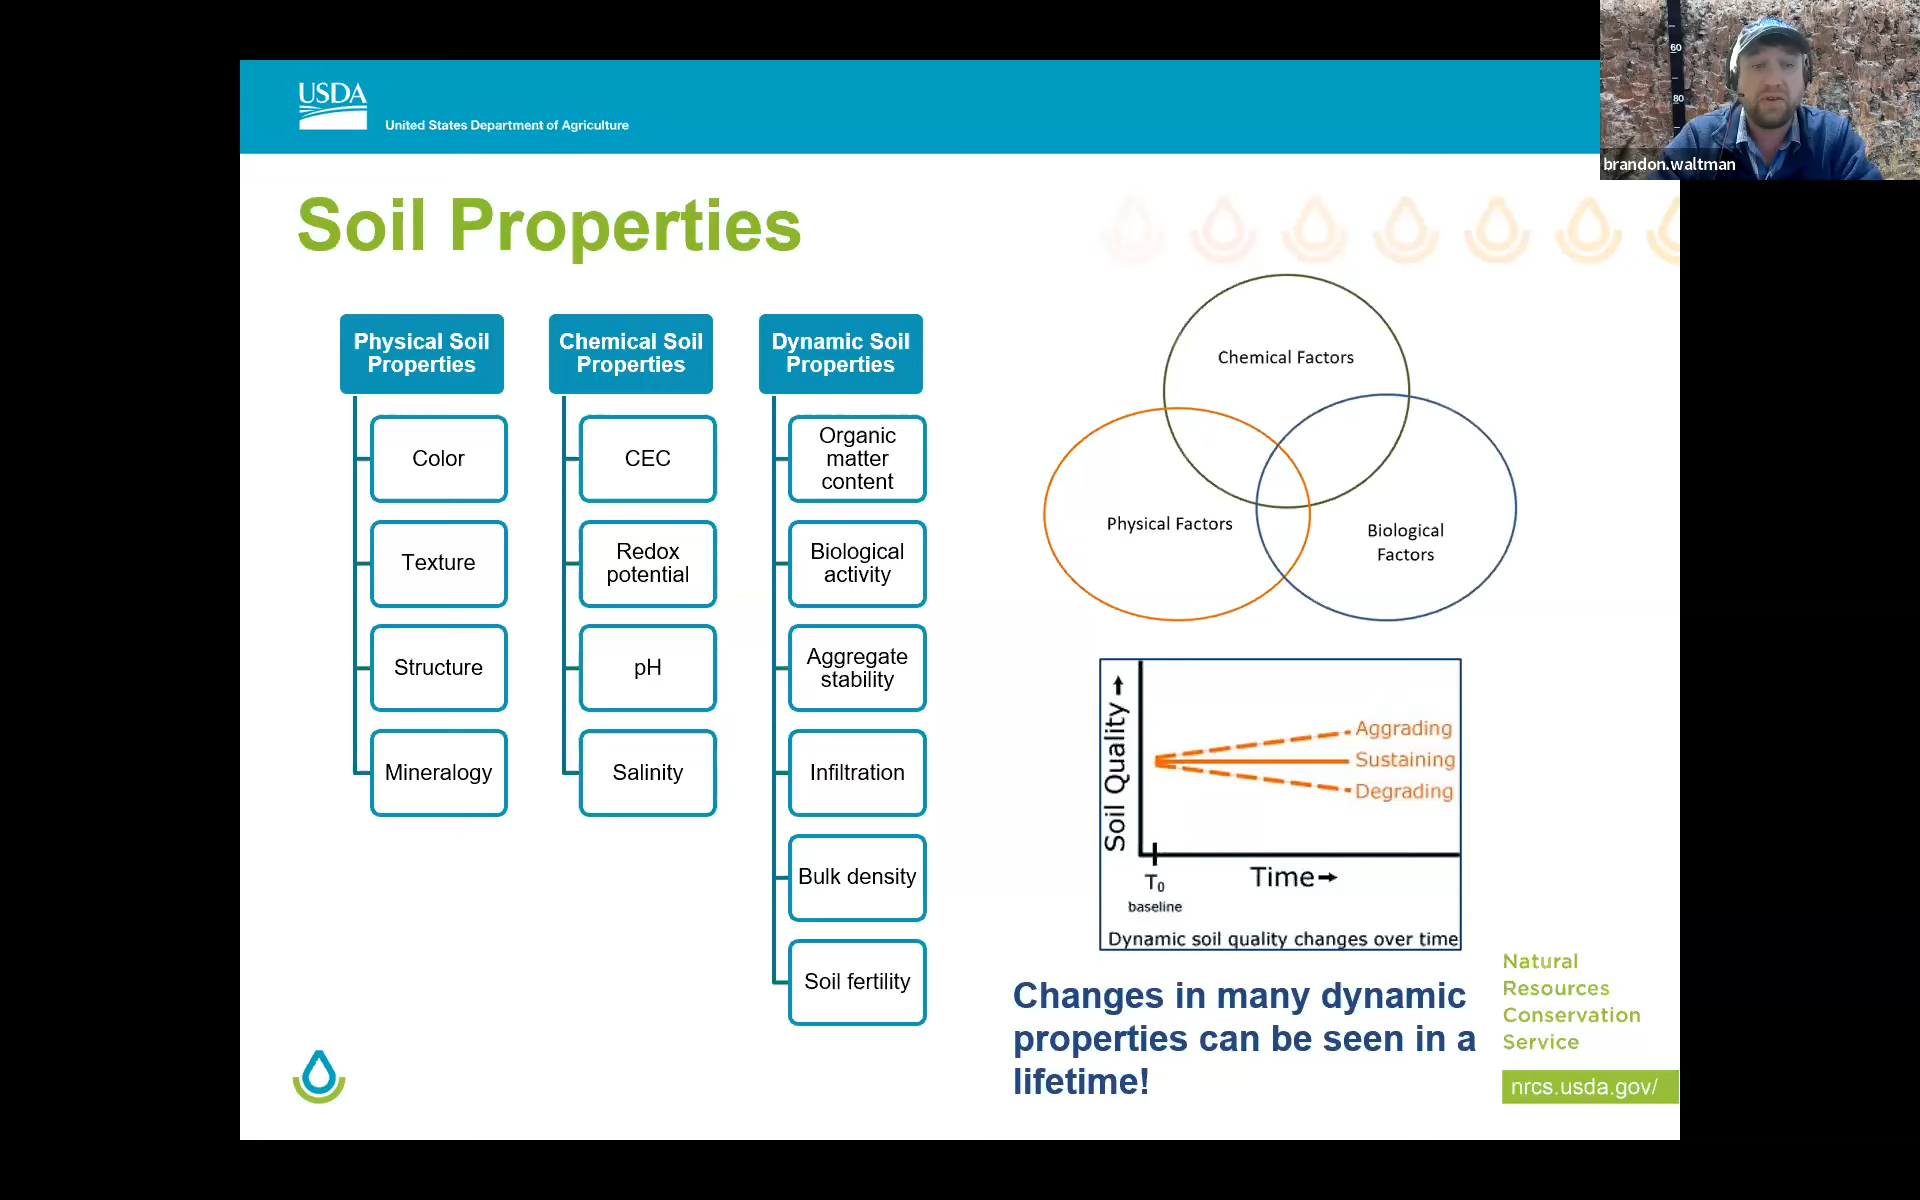 USDA
United States Department of Agriculture
60
80
brandon.waltman
Soil Properties
Physical Soil
Properties
Color
Texture
Structure
Mineralogy
Chemical Soil
Properties
CEC
Redox
potential
pH
Salinity
Dynamic Soil
Properties
Organic
matter
content
Biological
activity
Aggregate
stability
Infiltration
Bulk density
Soil fertility
Chemical Factors
Physical Factors
Biological
Factors
Soil Quality →
Aggrading
Sustaining
Degrading
T₀
baseline
Time→
Dynamic soil quality changes over time
Changes in many dynamic
properties can be seen in a
lifetime!
Natural
Resources
Conservation
Service
nrcs.usda.gov/